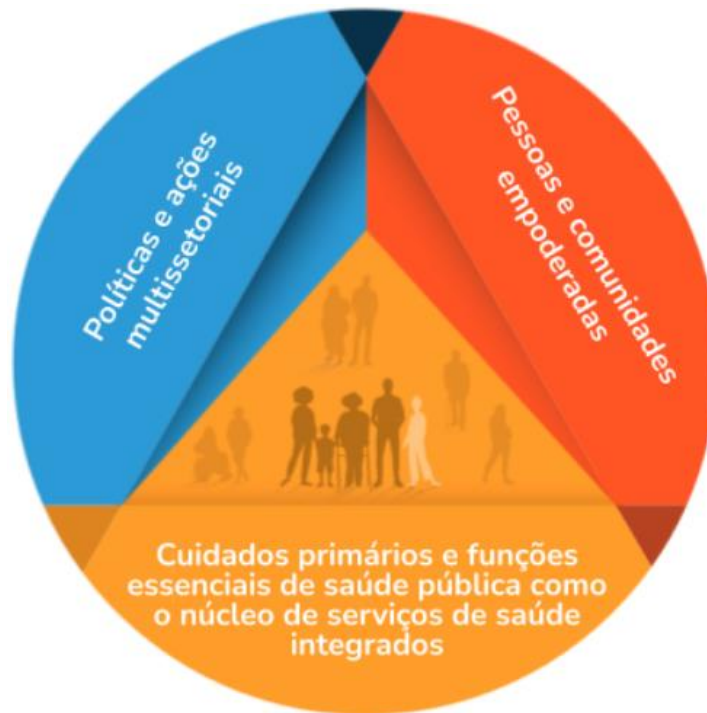 Políticas e ações
multissetoriais
Pessoas e comunidades
empoderadas
Cuidados primários e funções
essenciais de saúde pública como
o núcleo de serviços de saúde
integrados